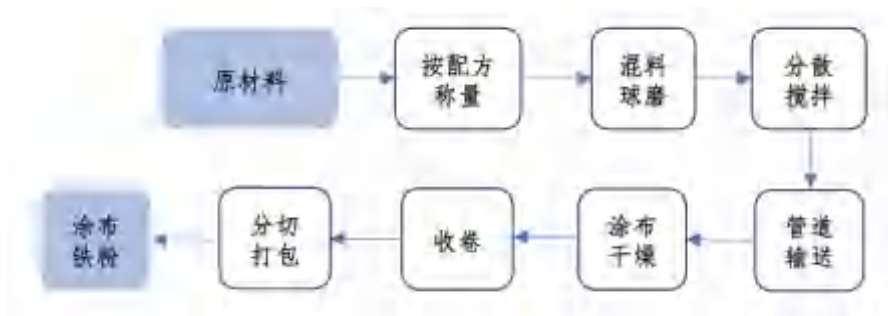 原材料
按配方
称量
混料
球磨
分散
搅拌
管道
输送
涂布
干燥
收卷
分切
打包
涂布
铁粉